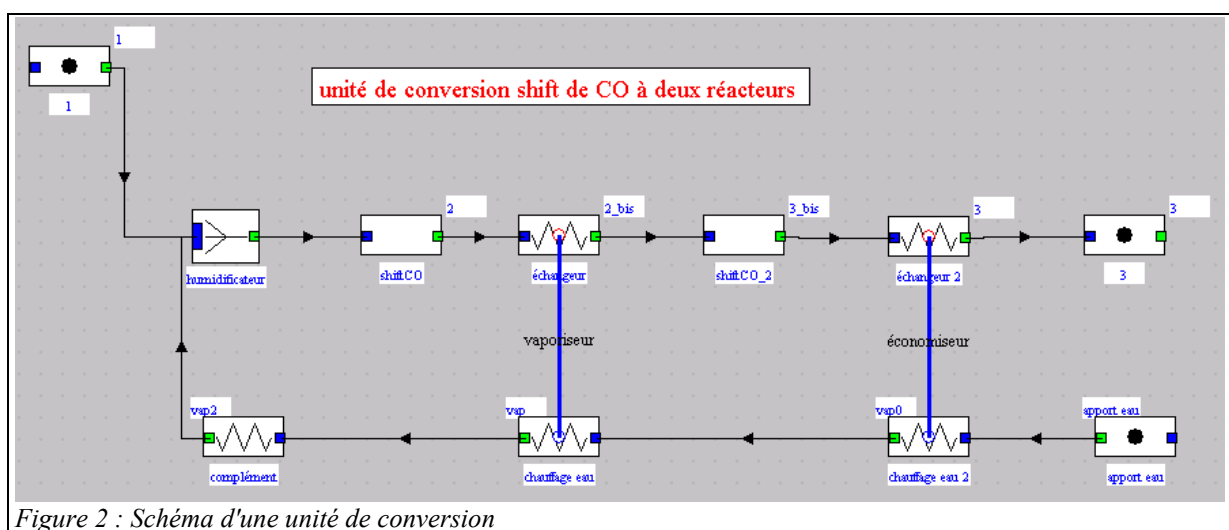 1
1
unité de conversion shift de CO à deux réacteurs
2
2_bis
3_bis
3
3
humidificateur
shiftCO
échangeur
shiftCO_2
échangeur 2
3
vaporiseur
économiseur
vap2
vap
vap0
apport eau
complément
chauffage eau
chauffage eau 2
apport eau
Figure 2 : Schéma d'une unité de conversion